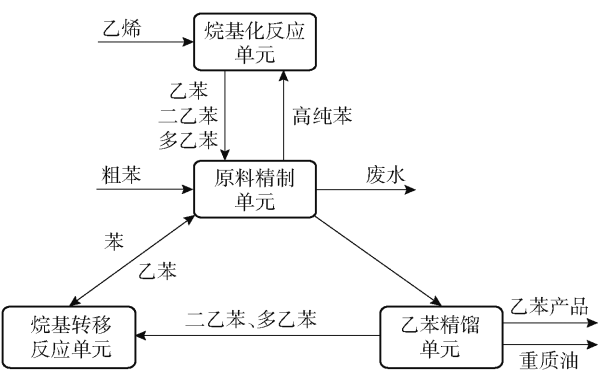 乙烯
烷基化反应
单元
乙苯
二乙苯
多乙苯
高纯苯
粗苯
原料精制
单元
废水
苯
乙苯
烷基转移
反应单元
二乙苯、多乙苯
乙苯精馏
单元
乙苯产品
重质油